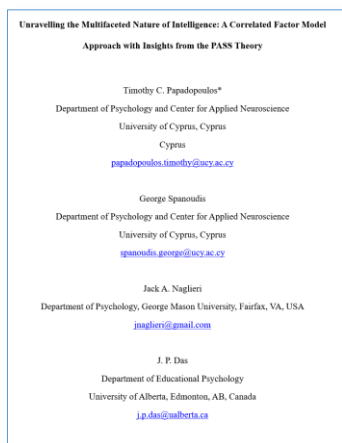 Unravelling the Multifaceted Nature of Intelligence: A Correlated Factor Model
Approach with Insights from the PASS Theory
Timothy C. Papadopoulos*
Department of Psychology and Center for Applied Neuroscience
University of Cyprus, Cyprus
Cyprus
papadopoulos.timothy@ucy.ac.cy
George Spanoudis
Department of Psychology and Center for Applied Neuroscience
University of Cyprus, Cyprus
spanoudis.george@ucy.ac.cy
Jack A. Naglieri
Department of Psychology, George Mason University, Fairfax, VA, USA
jnaglieri@gmail.com
J. P. Das
Department of Educational Psychology
University of Alberta, Edmonton, AB, Canada
j.p.das@ualberta.ca